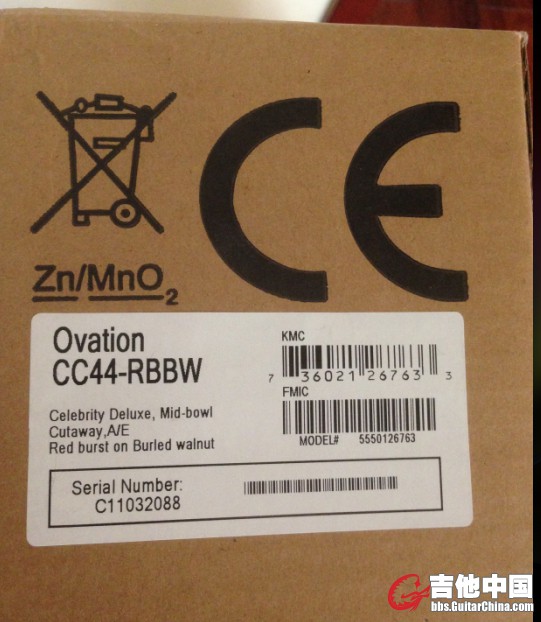 CE
Zn/MnO2
Ovation
CC44-RBBW
Celebrity Deluxe, Mid-bowl
Cutaway,A/E
Red burst on Burled walnut
KMC
7 36021 26763 3
FMIC
MODEL# 5550126763
Serial Number:
C11032088
吉他中国
bbs.GuitarChina.com